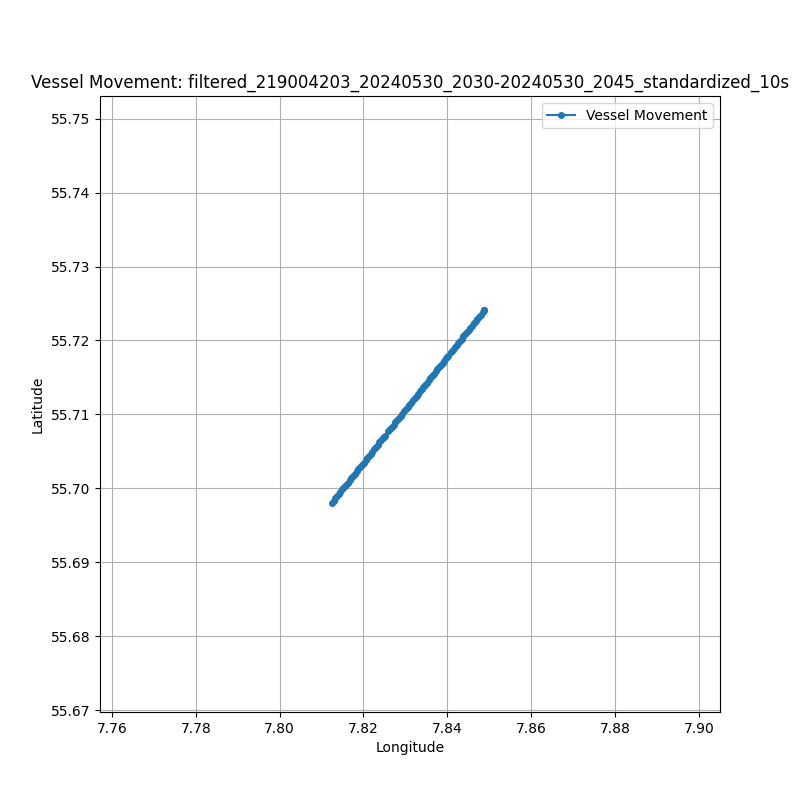 Vessel Movement: filtered_219004203_20240530_2030-20240530_2045_standardized_10s
Vessel Movement
55.75
55.74
55.73
55.72
55.71
55.70
55.69
55.68
55.67
Latitude
7.76 7.78 7.80 7.82 7.84 7.86 7.88 7.90
Longitude